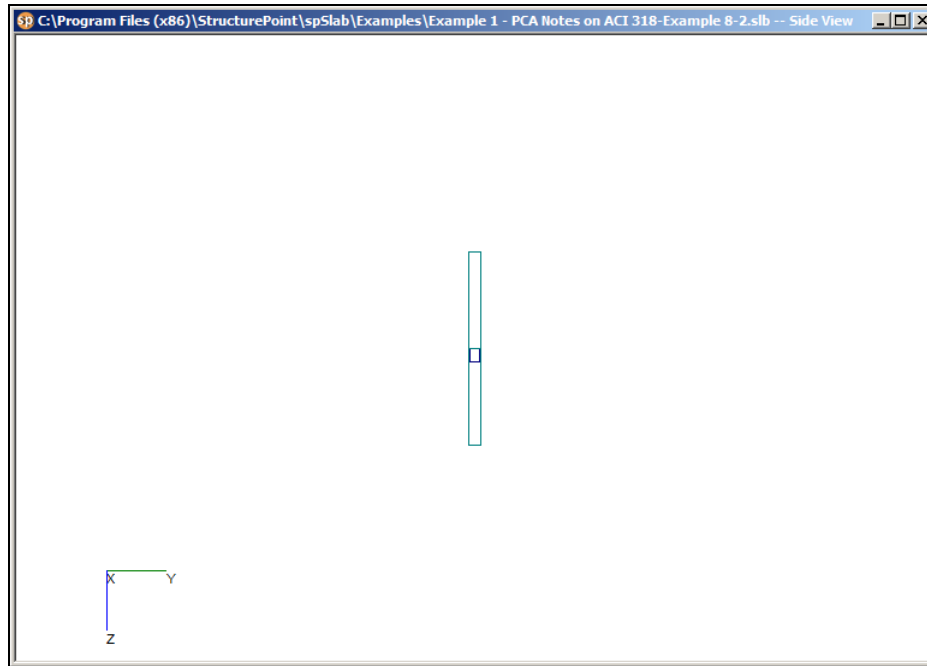 sp C:\Program Files (x86)\StructurePoint\spSlab\Examples\Example 1 - PCA Notes on ACI 318-Example 8-2.slb -- Side View
X Y
Z